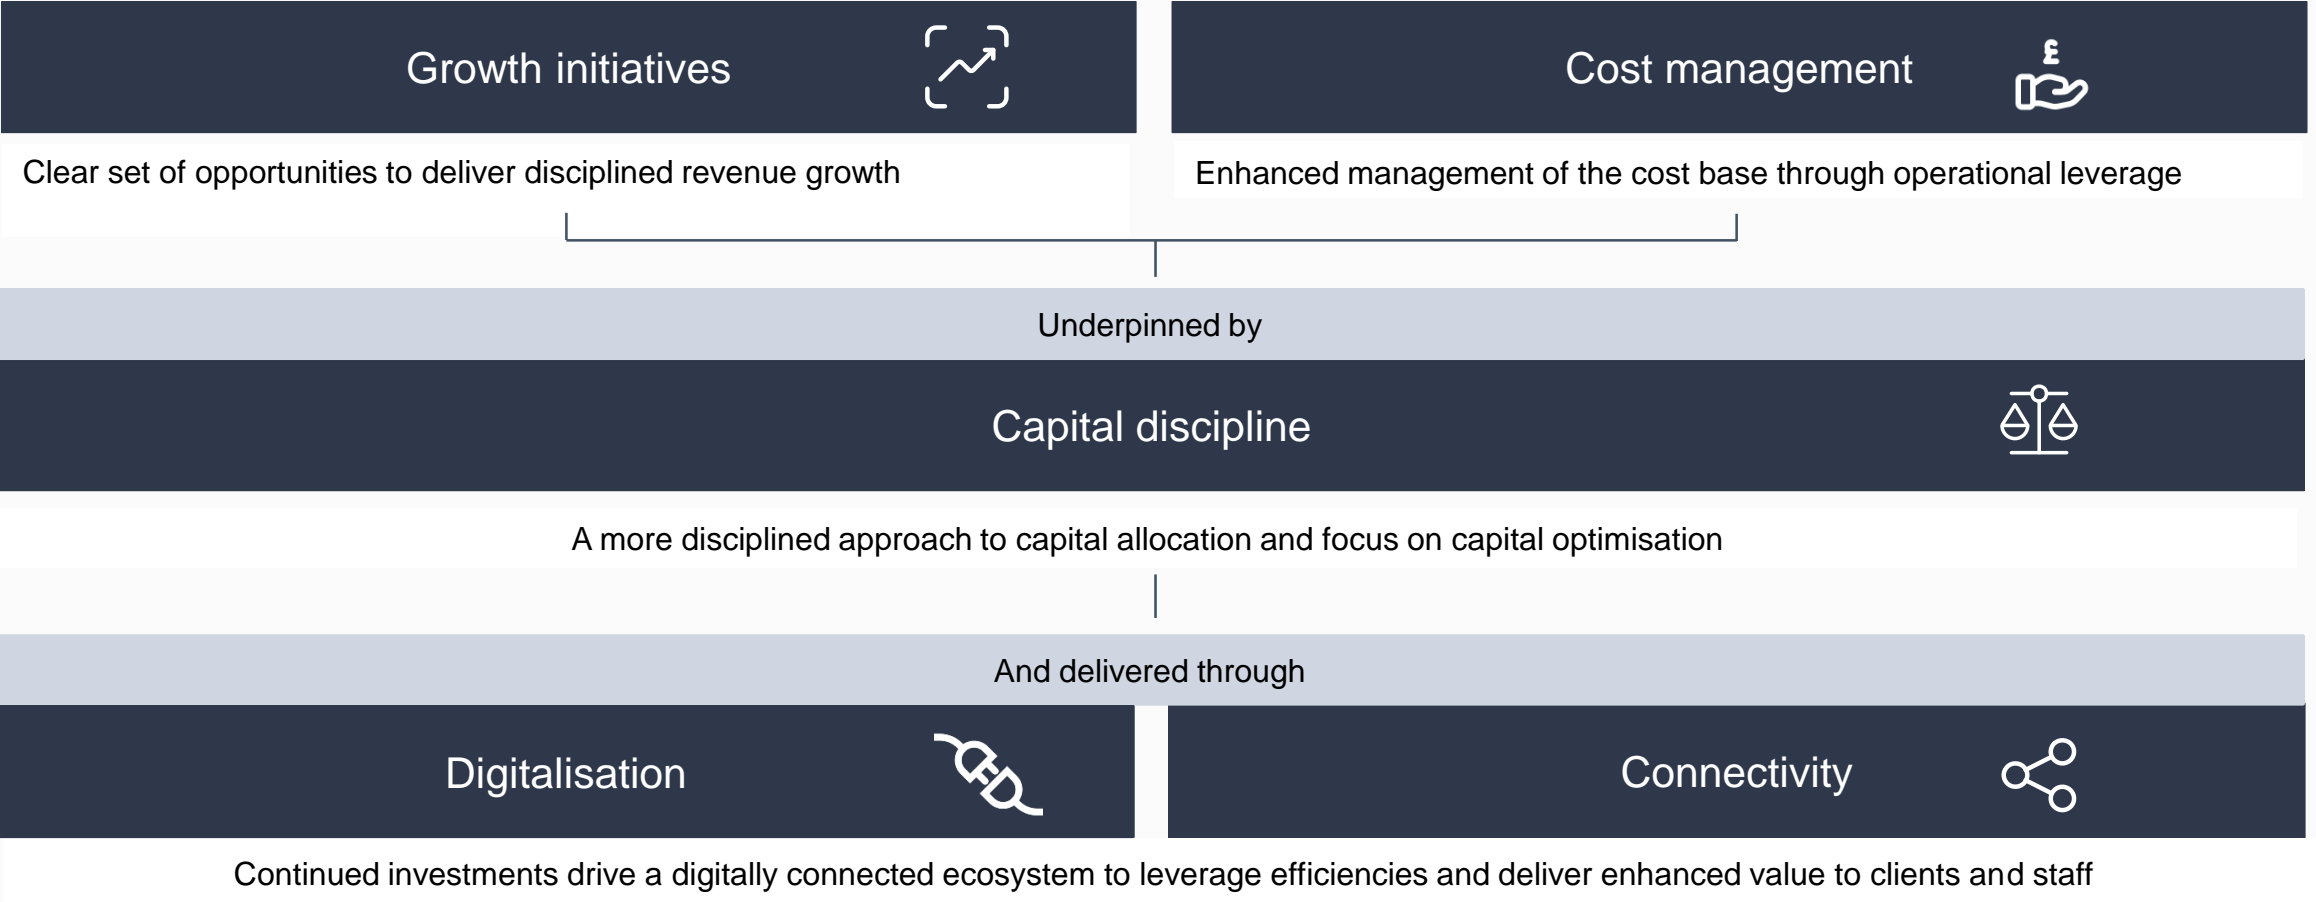 Growth initiatives
Cost management
£
Clear set of opportunities to deliver disciplined revenue growth
Enhanced management of the cost base through operational leverage
Underpinned by
Capital discipline
A more disciplined approach to capital allocation and focus on capital optimisation
And delivered through
Digitalisation
Connectivity
Continued investments drive a digitally connected ecosystem to leverage efficiencies and deliver enhanced value to clients and staff